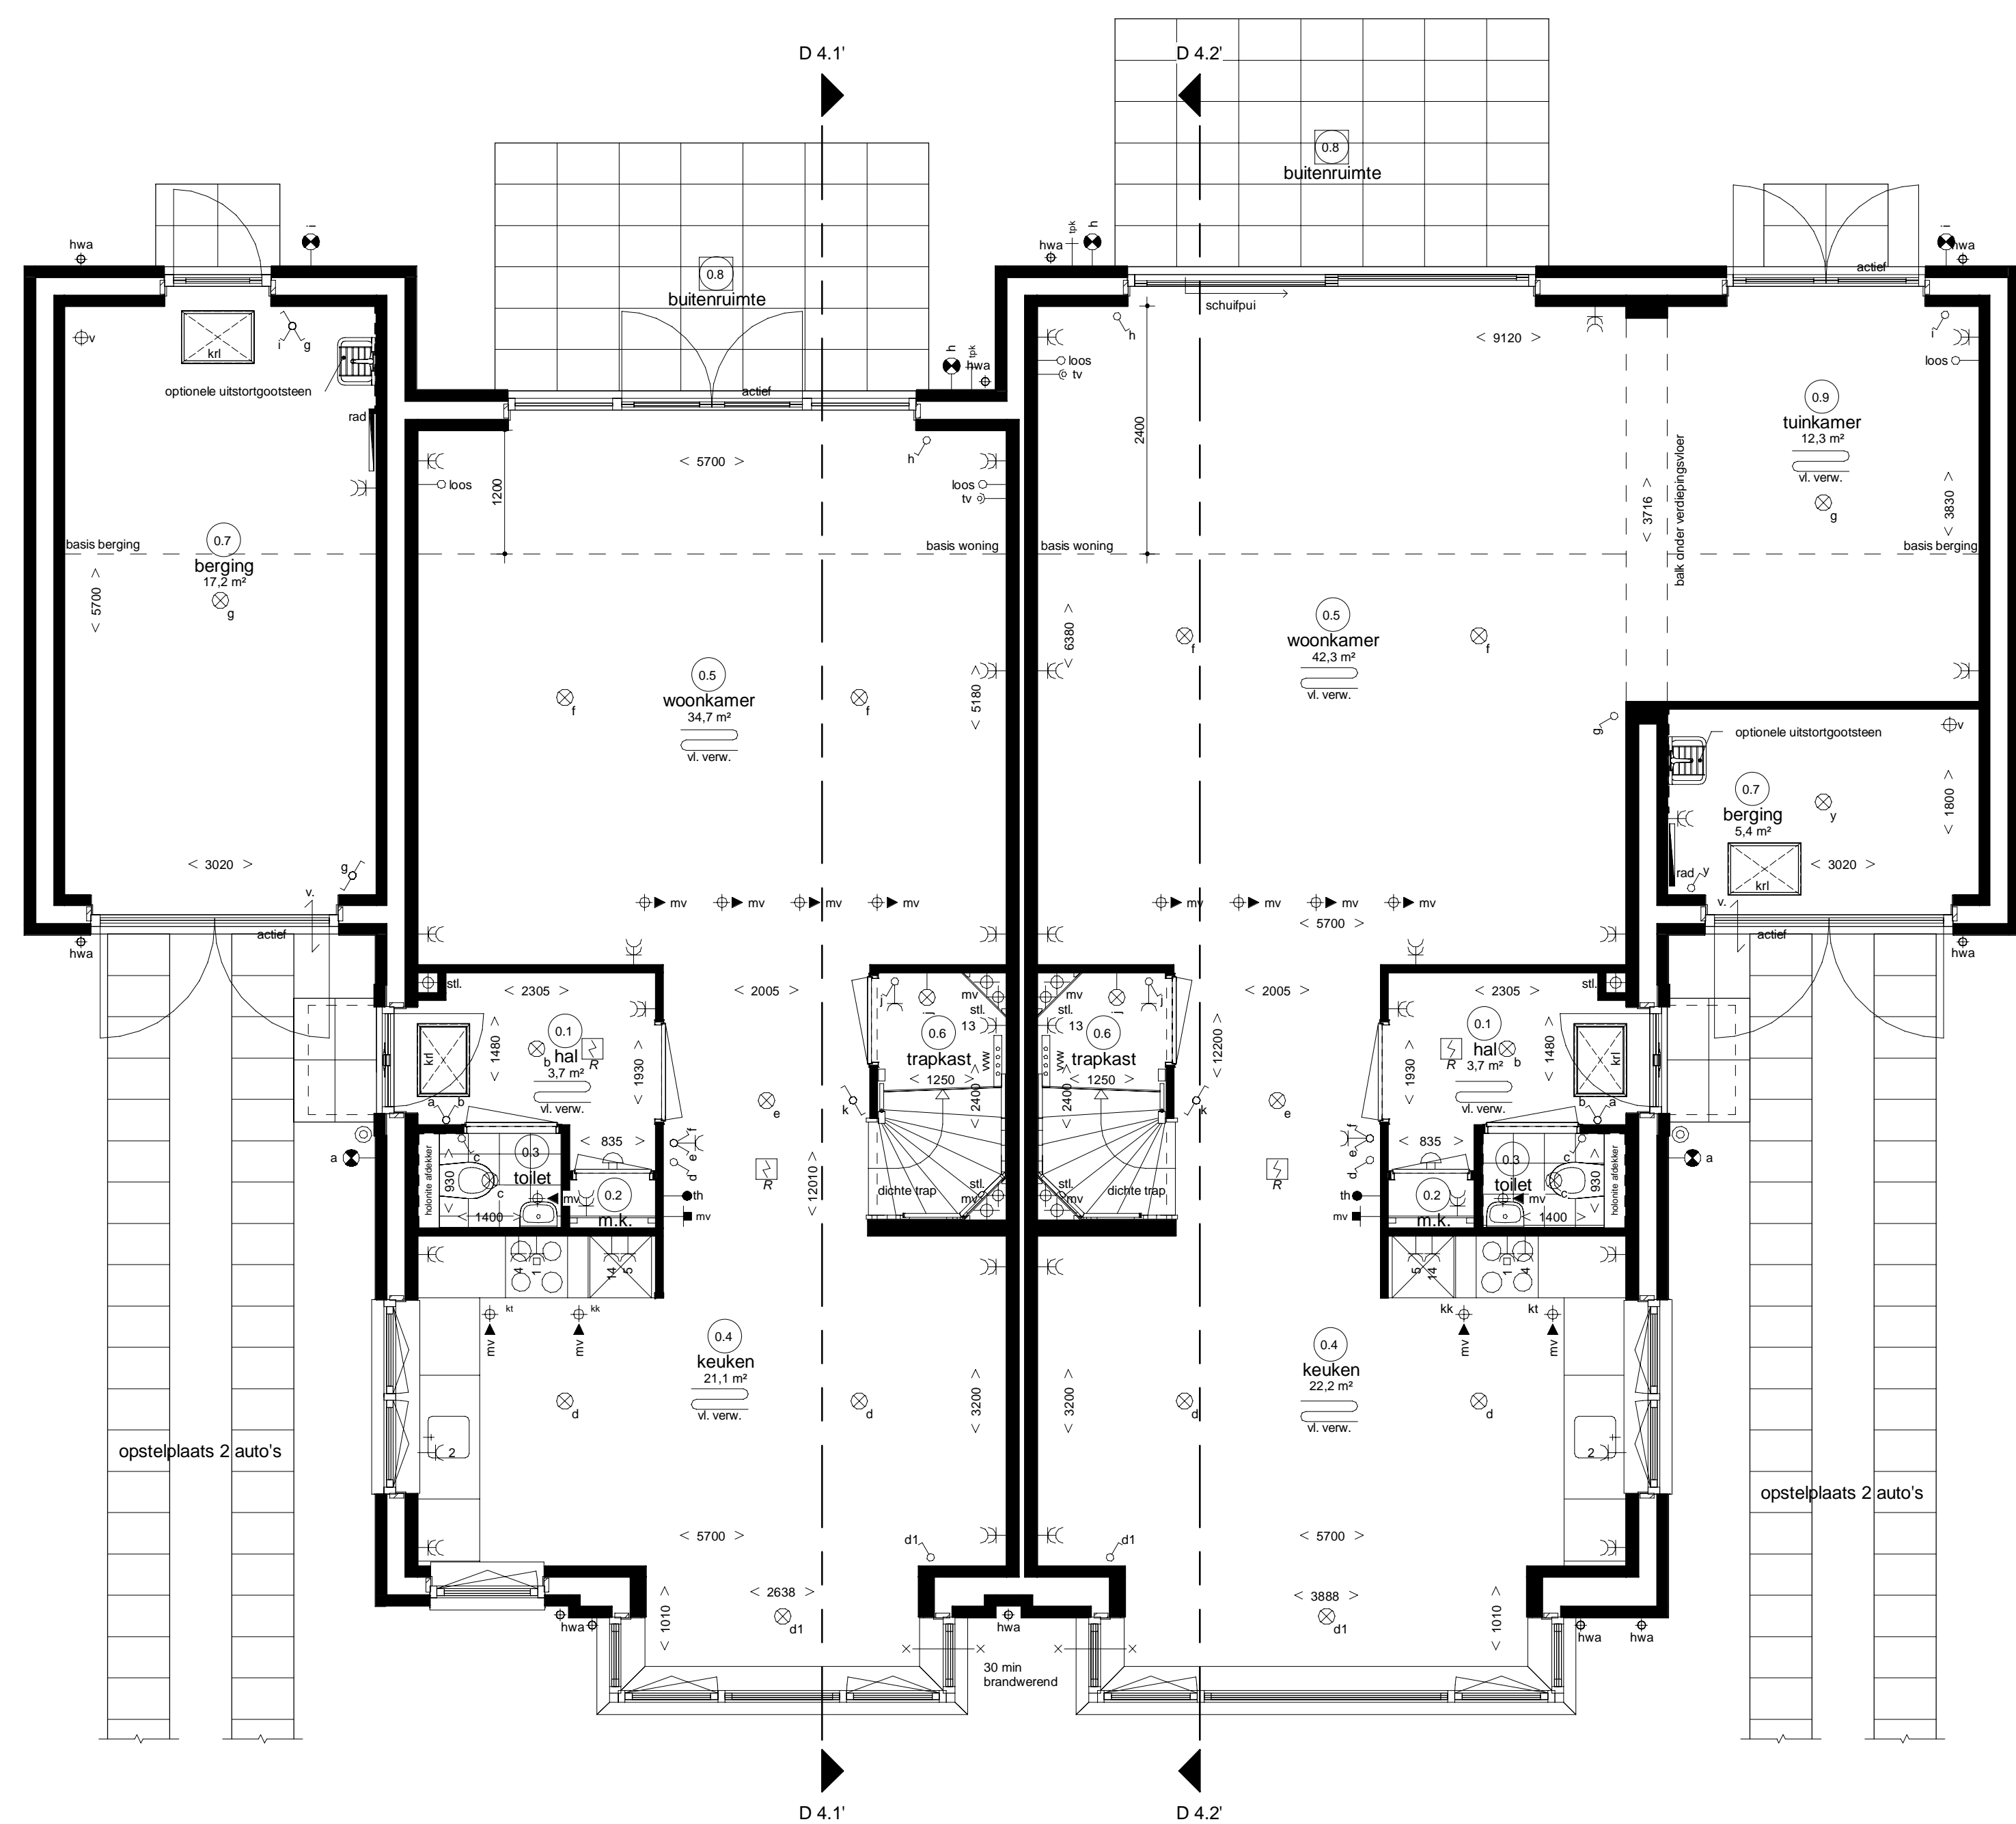 D 4.1'
D 4.2'
0.8
buitenruimte
0.8
buitenruimte
hwa
i
h
tpk
hwa
hwa
tpk
h
i
hwa
actief
actief
schuifpui
v
krl
i
g
optionele uitstortgootsteen
rad
loos
1200
< 5700 >
h
loos
tv
h
loos
tv
2400
< 9120 >
i
loos
0.9
tuinkamer
12,3 m²
vl. verw.
g
< 3716 >
balk onder verdiepingsvloer
< 3830 >
basis berging
basis woning
basis woning
basis berging
0.7
berging
17,2 m²
g
< 5700 >
0.5
woonkamer
34,7 m²
vl. verw.
f
f
< 5180 >
< 6380 >
0.5
woonkamer
42,3 m²
vl. verw.
f
f
g
optionele uitstortgootsteen
v
0.7
berging
5,4 m²
y
< 1800 >
krl
< 3020 >
rad
y
< 3020 >
g
v.
actief
hwa
mv
mv
mv
mv
mv
mv
mv
mv
< 5700 >
v.
actief
hwa
stl.
< 2305 >
< 2005 >
j
j
mv
stl.
13
mv
stl.
13
j
j
< 2005 >
< 2305 >
stl.
krl
< 1480 >
0.1
hal
3,7 m²
vl. verw.
b
R
< 1930 >
a
b
0.6
trapkast
< 1250 >
vw
< 2400 >
k
e
0.6
trapkast
< 1250 >
vw
< 2400 >
k
< 12200 >
e
< 1930 >
0.1
hal
3,7 m²
vl. verw.
R
b
< 1480 >
krl
b
a
a
holonite afdekker
< 930 >
c
c
0.3
toilet
mv
< 1400 >
< 835 >
0.2
m.k.
f
e
d
th
mv
R
< 12010 >
dichte trap
stl.
mv
stl.
mv
dichte trap
R
f
e
d
th
mv
< 835 >
0.2
m.k.
0.3
toilet
mv
c
c
< 930 >
< 1400 >
holonite afdekker
a
4
1
14
5
kt
kk
mv
mv
0.4
keuken
21,1 m²
vl. verw.
d
d
2
< 3200 >
< 3200 >
5
14
1
4
kk
kt
mv
mv
0.4
keuken
22,2 m²
vl. verw.
d
d
2
opstelplaats 2 auto's
opstelplaats 2 auto's
< 5700 >
d1
d1
< 5700 >
< 1010 >
< 2638 >
d1
< 3888 >
d1
< 1010 >
hwa
hwa
hwa
hwa
30 min
brandwerend
D 4.1'
D 4.2'